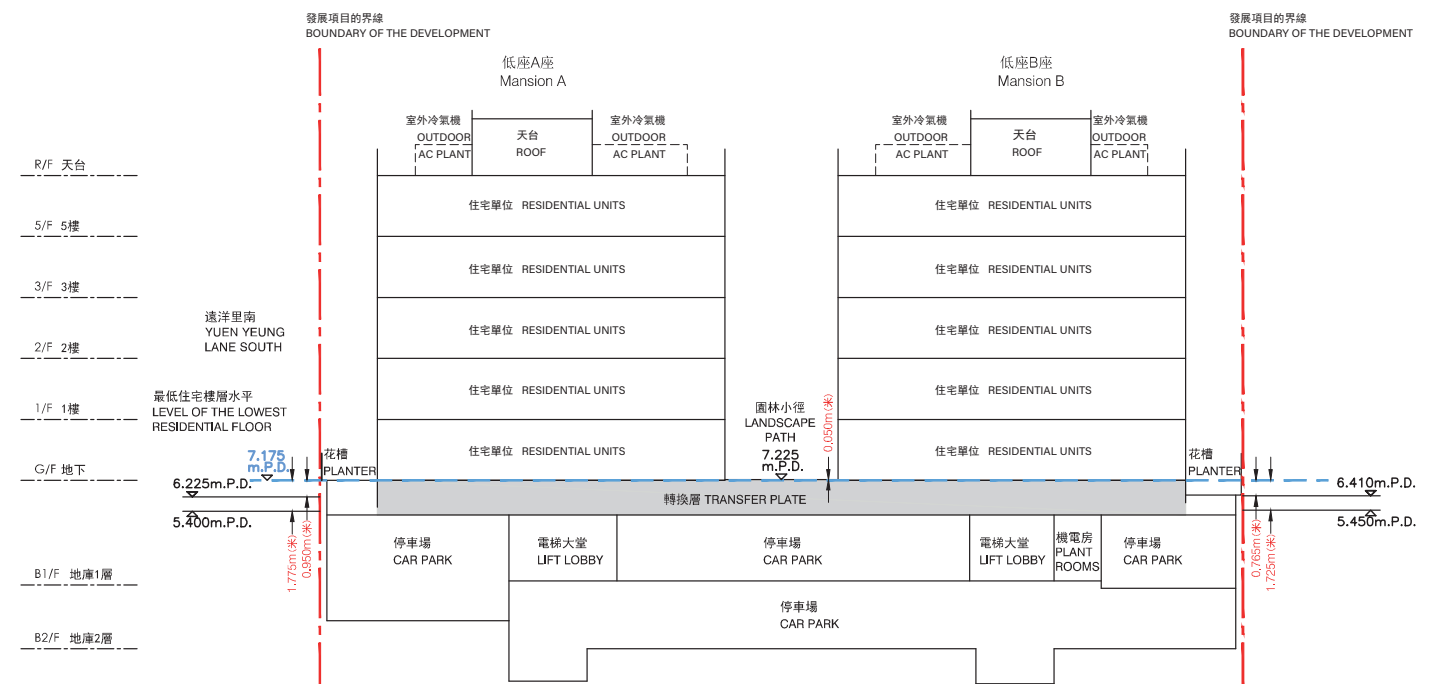 發展項目的界線
BOUNDARY OF THE DEVELOPMENT
發展項目的界線
BOUNDARY OF THE DEVELOPMENT
低座A座
Mansion A
低座B座
Mansion B
室外冷氣機
OUTDOOR
AC PLANT
天台
ROOF
室外冷氣機
OUTDOOR
AC PLANT
室外冷氣機
OUTDOOR
AC PLANT
天台
ROOF
室外冷氣機
OUTDOOR
AC PLANT
R/F 天台
住宅單位 RESIDENTIAL UNITS
住宅單位 RESIDENTIAL UNITS
5/F 5樓
住宅單位 RESIDENTIAL UNITS
住宅單位 RESIDENTIAL UNITS
3/F 3樓
遠洋里南
YUEN YEUNG
LANE SOUTH
住宅單位 RESIDENTIAL UNITS
住宅單位 RESIDENTIAL UNITS
2/F 2樓
最低住宅樓層水平
LEVEL OF THE LOWEST
RESIDENTIAL FLOOR
住宅單位 RESIDENTIAL UNITS
住宅單位 RESIDENTIAL UNITS
1/F 1樓
園林小徑
LANDSCAPE
PATH
7.225
m.P.D.
0.050m(米)
住宅單位 RESIDENTIAL UNITS
住宅單位 RESIDENTIAL UNITS
7.175
m.P.D.
花槽
PLANTER
花槽
PLANTER
G/F 地下
6.225m.P.D.
5.400m.P.D.
6.410m.P.D.
5.450m.P.D.
轉換層 TRANSFER PLATE
1.775m(米)
0.950m(米)
0.765m(米)
1.725m(米)
停車場
CAR PARK
電梯大堂
LIFT LOBBY
停車場
CAR PARK
電梯大堂
LIFT LOBBY
機電房
PLANT
ROOMS
停車場
CAR PARK
B1/F 地庫1層
停車場
CAR PARK
B2/F 地庫2層